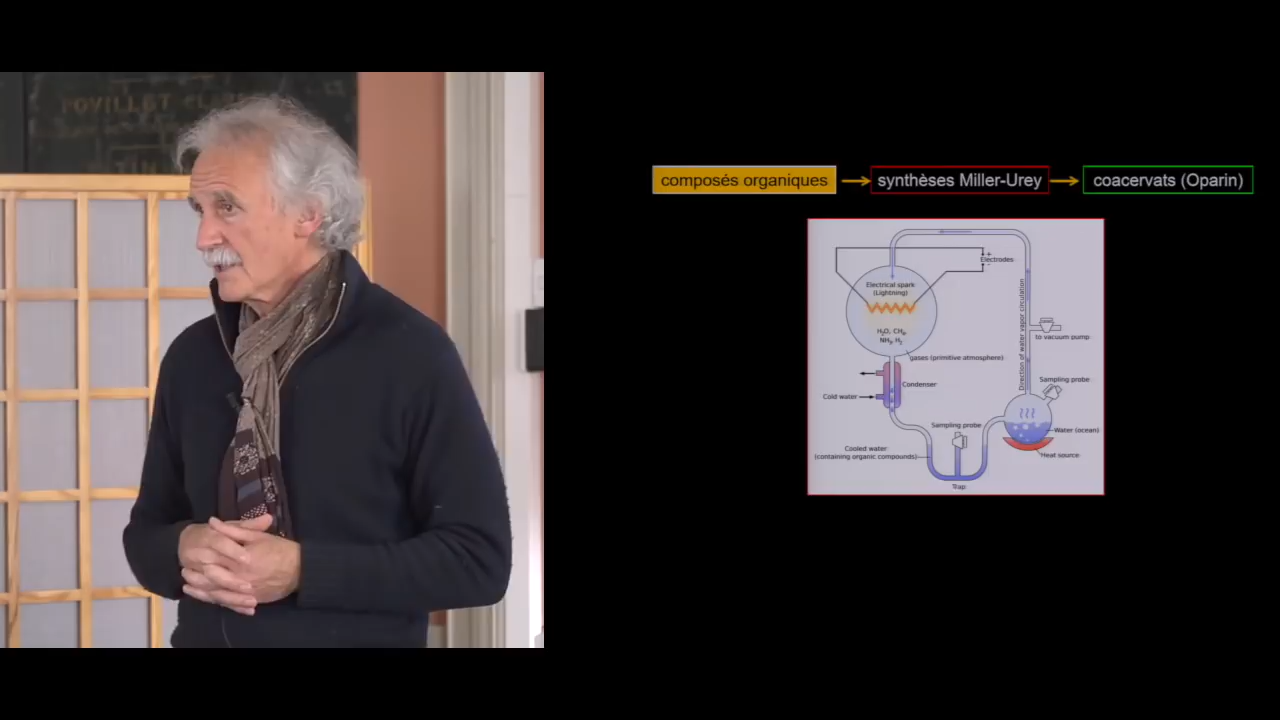 POUILLET
composés organiques
synthèses Miller-Urey
coacervats (Oparin)
Electrodes
+
-
Electrical spark
(Lightning)
H₂O, CH₄,
NH₃, H₂
gases (primitive atmosphere)
Direction of water vapor circulation
to vacuum pump
Condenser
Cold water
Sampling probe
Sampling probe
Water (ocean)
Heat source
Cooled water
(containing organic compounds)
Trap